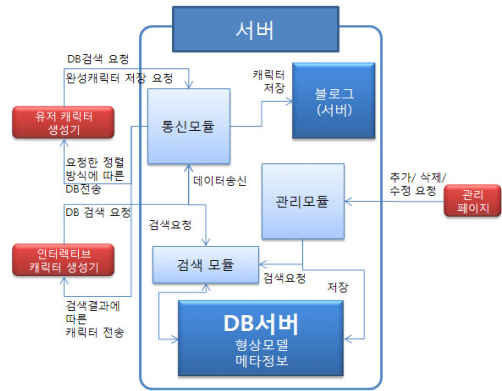 서버
DB검색 요청
완성캐릭터 저장 요청
캐릭터
저장
블로그
(서버)
유저 캐릭터
생성기
통신모듈
요청한 정렬
방식에 따른
DB전송
데이터송신
추가/ 삭제/
수정 요청
관리
페이지
관리모듈
DB 검색 요청
검색요청
인터렉티브
캐릭터 생성기
검색 모듈
검색요청
검색결과에
따른
캐릭터 전송
저장
DB서버
형상모델
메타정보